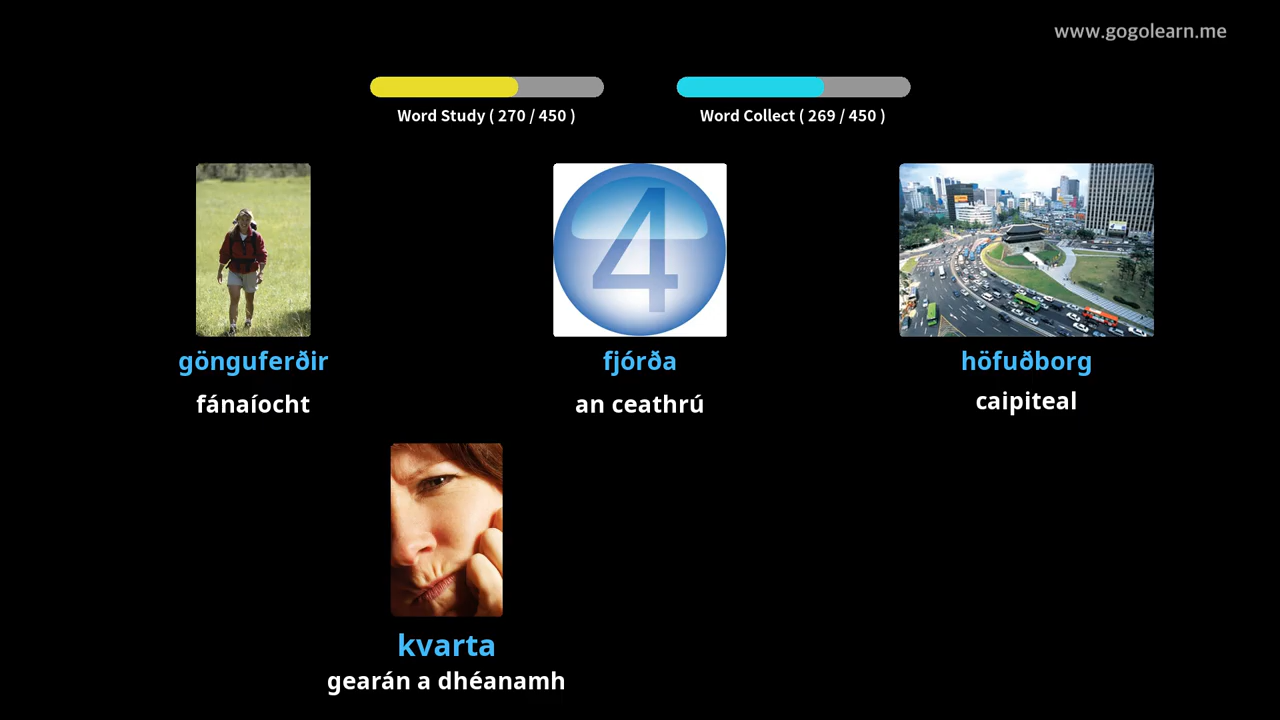 www.gogolearn.me
Word Study ( 270 / 450 )
Word Collect ( 269 / 450 )
4
gönguferðir
fjórða
höfuðborg
fánaíocht
an ceathrú
caipiteal
kvarta
gearán a dhéanamh